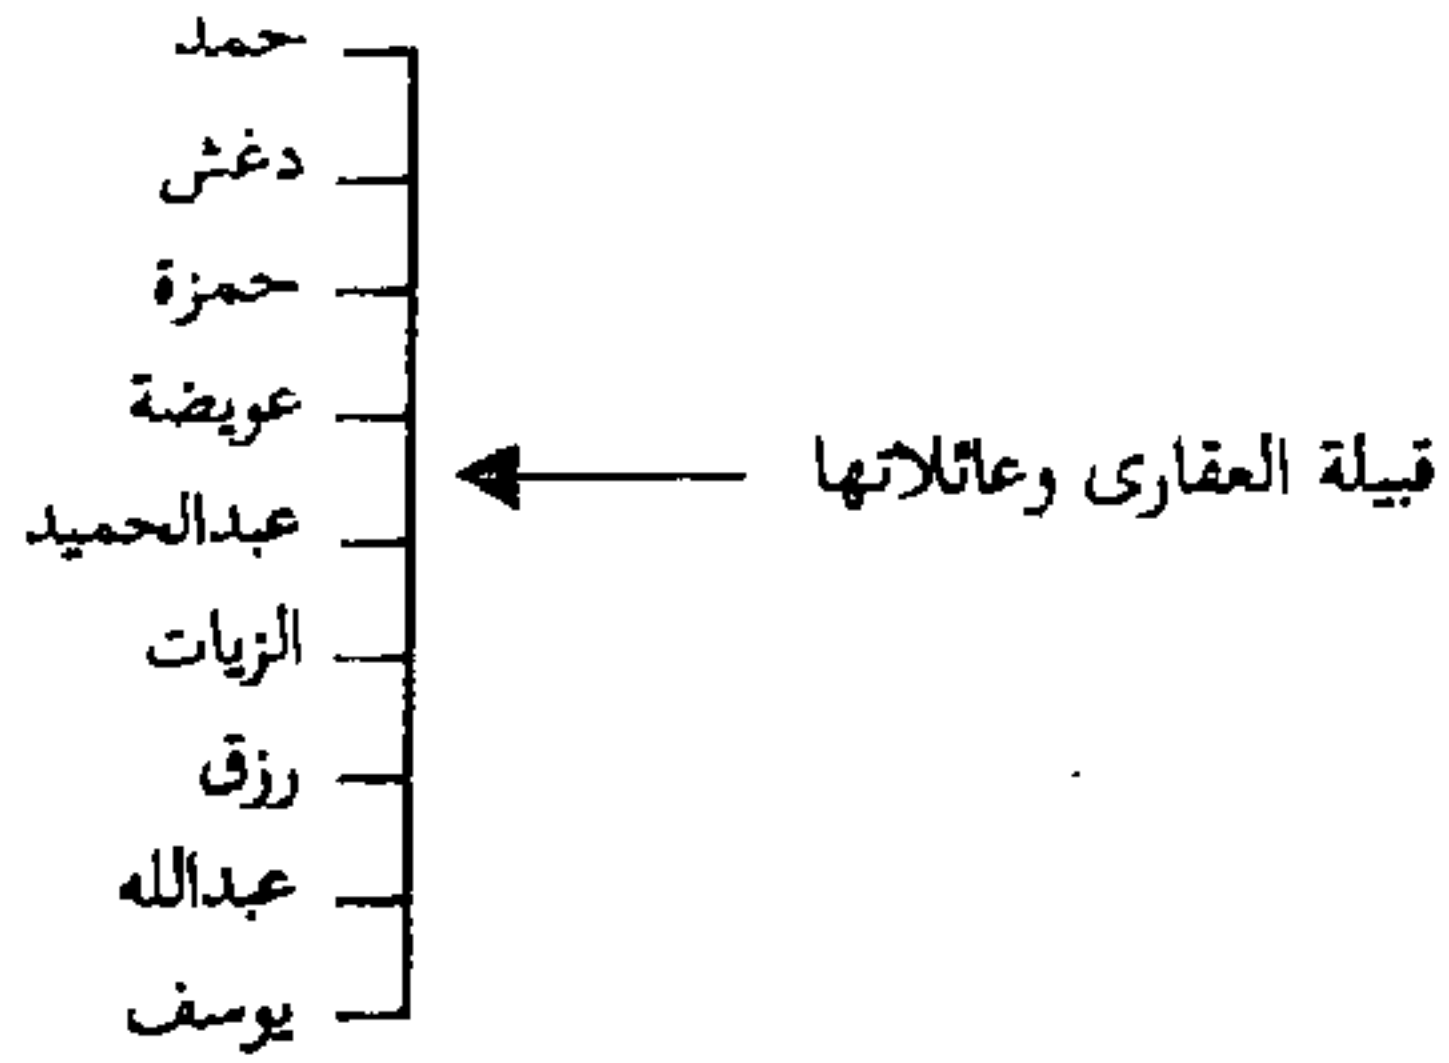 قبيلة العقارى وعائلاتها
حمد
دغش
حمزة
عويضة
عبدالحميد
الزيات
رزق
عبدالله
يوسف